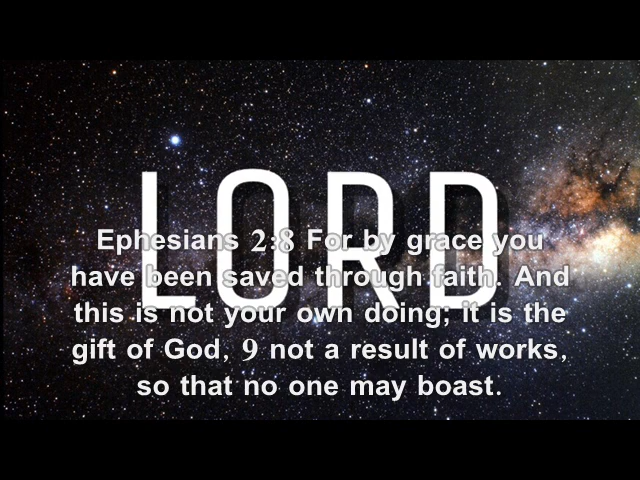 LORD
Ephesians 2:8 For by grace you
have been saved through faith. And
this is not your own doing; it is the
gift of God, 9 not a result of works,
so that no one may boast.